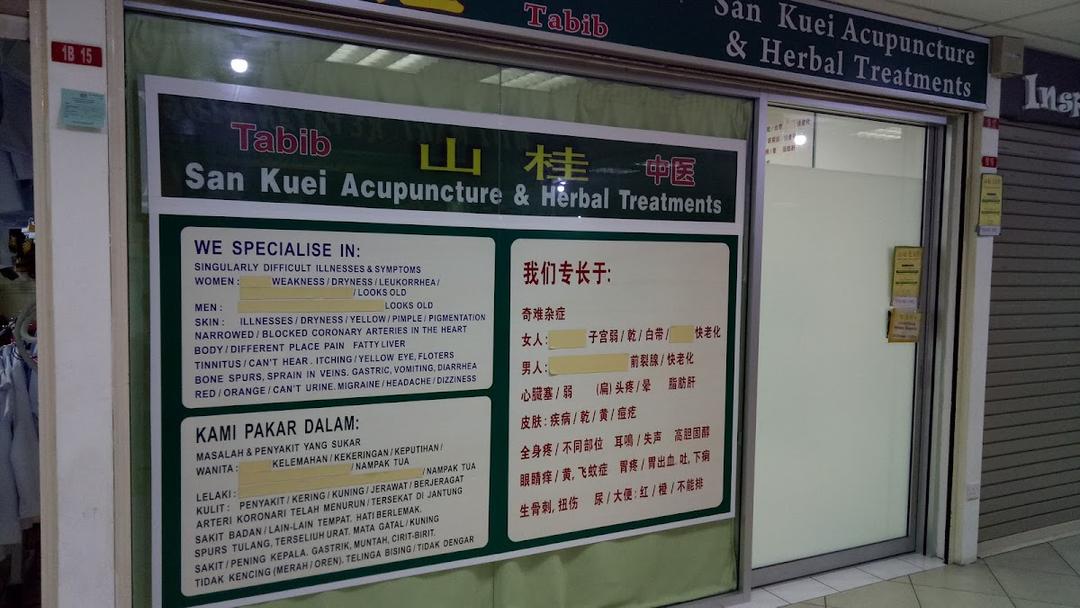 1B 15
Tabib
San Kuei Acupuncture
& Herbal Treatments
Tabib 山桂 中医
San Kuei Acupuncture & Herbal Treatments
WE SPECIALISE IN:
SINGULARLY DIFFICULT ILLNESSES & SYMPTOMS
WOMEN : WEAKNESS / DRYNESS / LEUKORRHEA /
/ LOOKS OLD
MEN : LOOKS OLD
SKIN : ILLNESSES / DRYNESS / YELLOW / PIMPLE / PIGMENTATION
NARROWED / BLOCKED CORONARY ARTERIES IN THE HEART
BODY / DIFFERENT PLACE PAIN FATTY LIVER
TINNITUS / CAN'T HEAR . ITCHING / YELLOW EYE, FLOTERS
BONE SPURS, SPRAIN IN VEINS. GASTRIC, VOMITING, DIARRHEA
RED / ORANGE / CAN'T URINE. MIGRAINE / HEADACHE / DIZZINESS
KAMI PAKAR DALAM:
MASALAH & PENYAKIT YANG SUKAR
WANITA : KELEMAHAN / KEKERINGAN / KEPUTIHAN /
/ NAMPAK TUA
LELAKI : / NAMPAK TUA
KULIT : PENYAKIT / KERING / KUNING / JERAWAT / BERJERAGAT
ARTERI KORONARI TELAH MENURUN / TERSEKAT DI JANTUNG
SAKIT BADAN / LAIN-LAIN TEMPAT. HATI BERLEMAK.
SPURS TULANG, TERSELIUH URAT. MATA GATAL / KUNING
SAKIT / PENING KEPALA. GASTRIK, MUNTAH, CIRIT-BIRIT.
TIDAK KENCING (MERAH / OREN). TELINGA BISING / TIDAK DENGAR
我们专长于:
奇难杂症
女人: 子宫弱 / 乾 / 白带 / 快老化
男人: 前裂腺 / 快老化
心臓塞 / 弱 (扁) 头疼 / 晕 脂肪肝
皮肤 : 疾病 / 乾 / 黄 / 痘疙
全身疼 / 不同部位 耳鸣 / 失声 高胆固醇
眼睛痒 / 黄, 飞蚊症 胃疼 / 胃出血. 吐, 下痢
生骨刺, 扭伤 尿 / 大便 : 红 / 橙 / 不能排
Insp